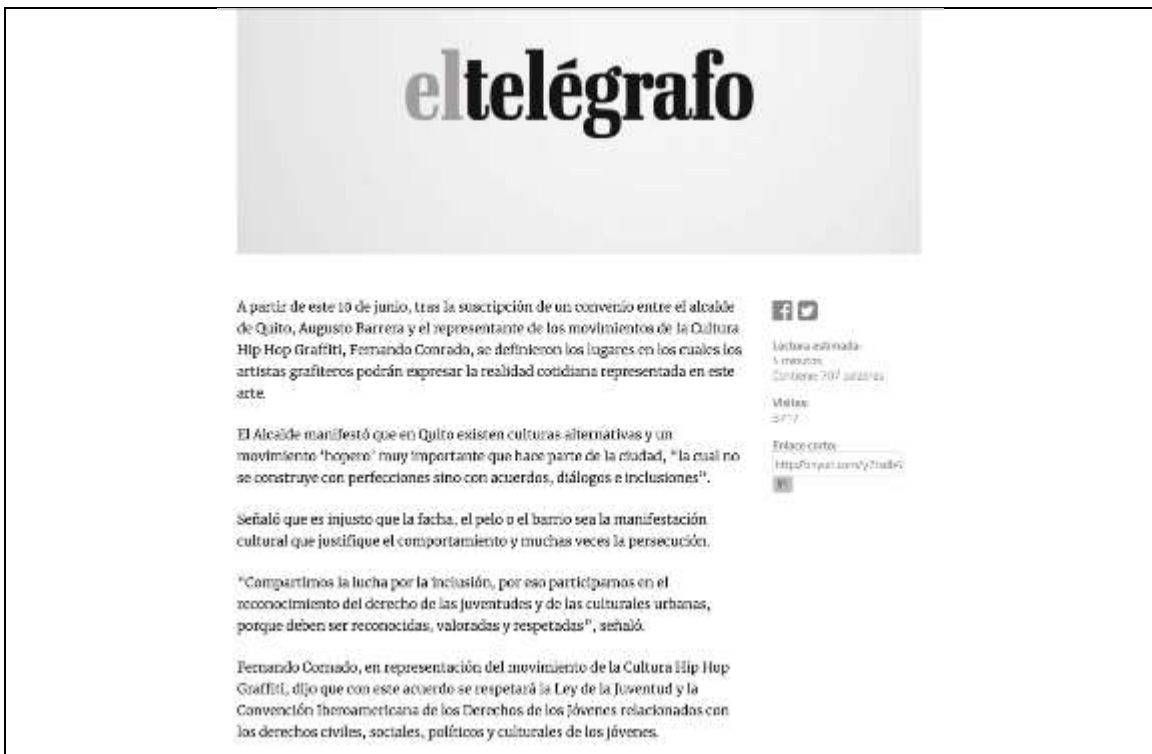 eltelégrafo
A partir de este 10 de junio, tras la suscripción de un convenio entre el alcalde
de Quito, Augusto Barrera y el representante de los movimientos de la Cultura
Hip Hop Graffiti, Fernando Conrado, se definieron los lugares en los cuales los
artistas grafiteros podrán expresar la realidad cotidiana representada en este
arte.
El Alcalde manifestó que en Quito existen culturas alternativas y un
movimiento 'hopero' muy importante que hace parte de la ciudad, "la cual no
se construye con perfecciones sino con acuerdos, diálogos e inclusiones".
Señaló que es injusto que la facha, el pelo o el barrio sea la manifestación
cultural que justifique el comportamiento y muchas veces la persecución.
"Compartimos la lucha por la inclusión, por eso participamos en el
reconocimiento del derecho de las juventudes y de las culturales urbanas,
porque deben ser reconocidas, valoradas y respetadas", señaló.
Fernando Cornado, en representación del movimiento de la Cultura Hip Hop
Graffiti, dijo que con este acuerdo se respetará la Ley de la Juventud y la
Convención Iberoamericana de los Derechos de los Jóvenes relacionados con
los derechos civiles, sociales, políticos y culturales de los jóvenes.
Lectura estimada:
5 minutos
Contiene: 707 palabras
Visitas:
Enlace corto: